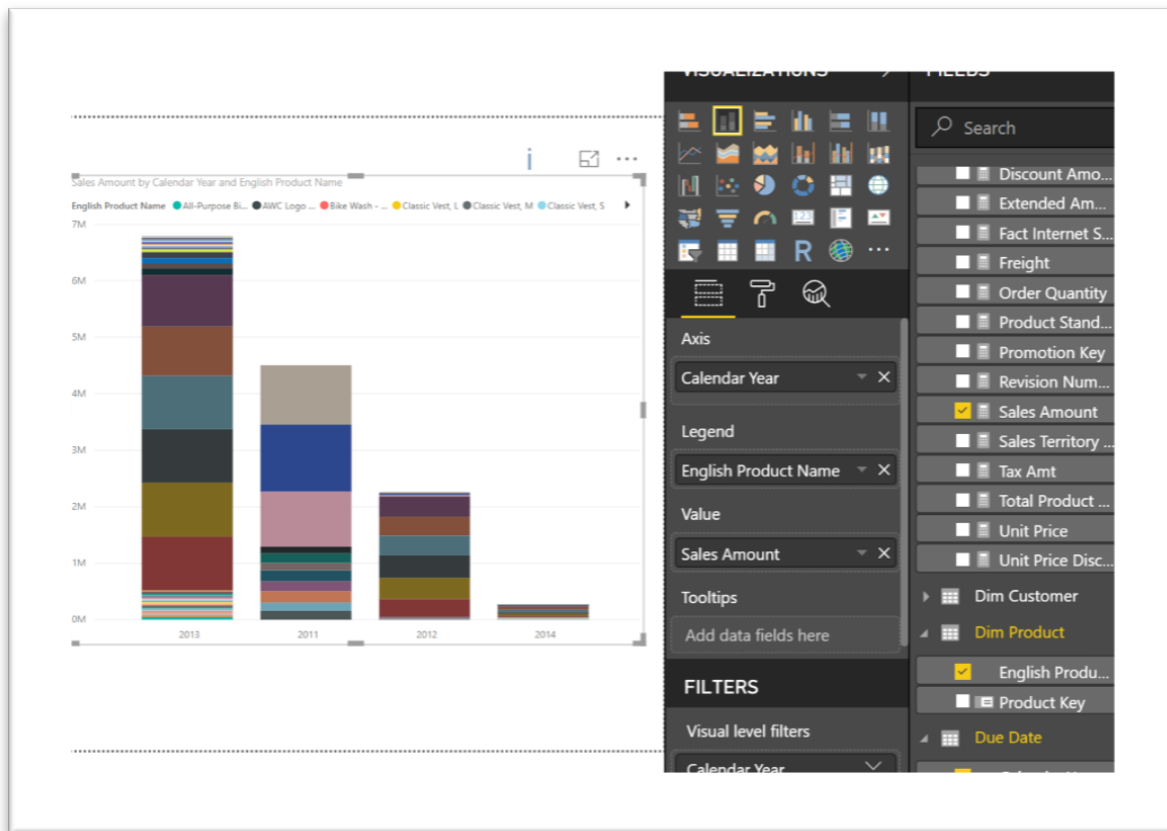 Sales Amount by Calendar Year and English Product Name
English Product Name All-Purpose Bi... AWC Logo ... Bike Wash - ... Classic Vest, L Classic Vest, M Classic Vest, S
7M
6M
5M
4M
3M
2M
1M
0M
2013 2011 2012 2014
VISUALIZATIONS
R
123
Axis
Calendar Year
Legend
English Product Name
Value
Sales Amount
Tooltips
Add data fields here
FILTERS
Visual level filters
Calendar Year
FIELDS
Search
Discount Amo...
Extended Am...
Fact Internet S...
Freight
Order Quantity
Product Stand...
Promotion Key
Revision Num...
Sales Amount
Sales Territory ...
Tax Amt
Total Product ...
Unit Price
Unit Price Disc...
Dim Customer
Dim Product
English Produ...
Product Key
Due Date